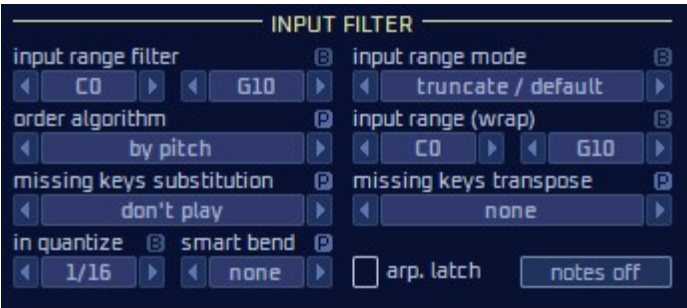 INPUT FILTER
input range filter B input range mode B
C0 G10 truncate / default
order algorithm P input range (wrap) B
by pitch C0 G10
missing keys substitution P missing keys transpose P
don't play none
in quantize B smart bend P
1/16 none arp. latch notes off